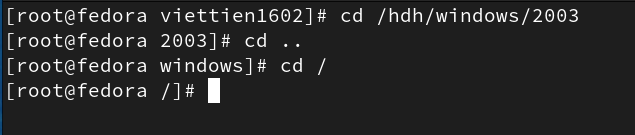 [root@fedora viettien1602]# cd /hdh/windows/2003
[root@fedora 2003]# cd ..
[root@fedora windows]# cd /
[root@fedora /]#